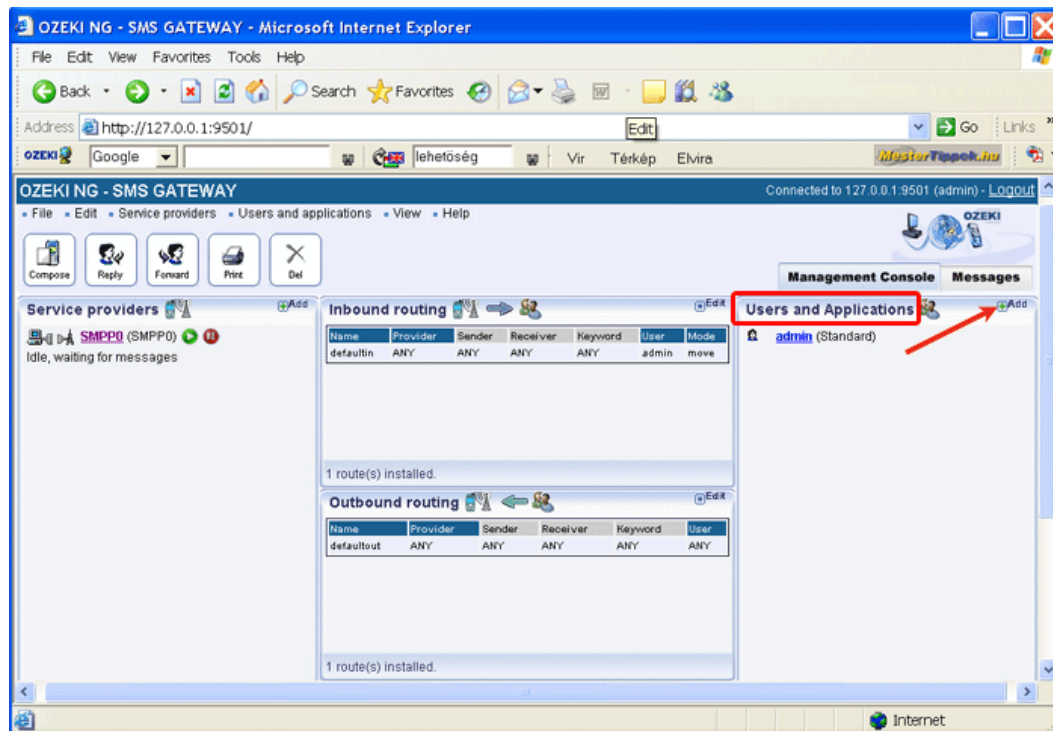 OZEKI NG - SMS GATEWAY - Microsoft Internet Explorer
File Edit View Favorites Tools Help
Back Search Favorites
Address http://127.0.0.1:9501/ Edit Go Links »
OZEKI Google lehetöség Vir Térkép Elvira MesterTippek.hu
OZEKI NG - SMS GATEWAY Connected to 127.0.0.1:9501 (admin) - Logout
File Edit Service providers Users and applications View Help
OZEKI
Compose Reply Forward Print Del
Management Console Messages
Service providers Add
SMPP0 (SMPP0)
Idle, waiting for messages
Inbound routing Edit
Name Provider Sender Receiver Keyword User Mode
defaultin ANY ANY ANY ANY admin move
1 route(s) installed.
Outbound routing Edit
Name Provider Sender Receiver Keyword User
defaultout ANY ANY ANY ANY ANY
1 route(s) installed.
Users and Applications Add
admin (Standard)
Internet